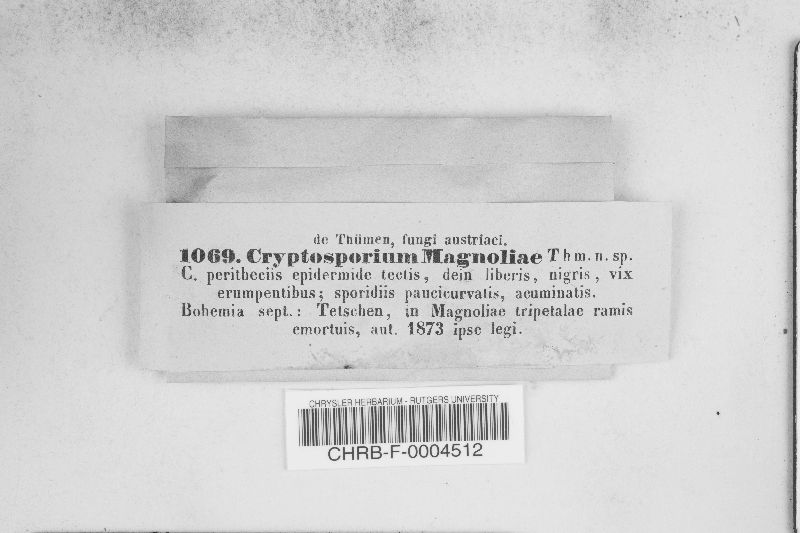 de Thümen, fungi austriaci.
1069. Cryptosporium Magnoliae Thm. n. sp.
C. peritheciis epidermide tectis, dein liberis, nigris, vix
erumpentibus; sporidiis paucicurvatis, acuminatis.
Bohemia sept.: Tetschen, in Magnoliae tripetalae ramis
emortuis, aut. 1873 ipse legi.
CHRYSLER HERBARIUM - RUTGERS UNIVERSITY
CHRB-F-0004512